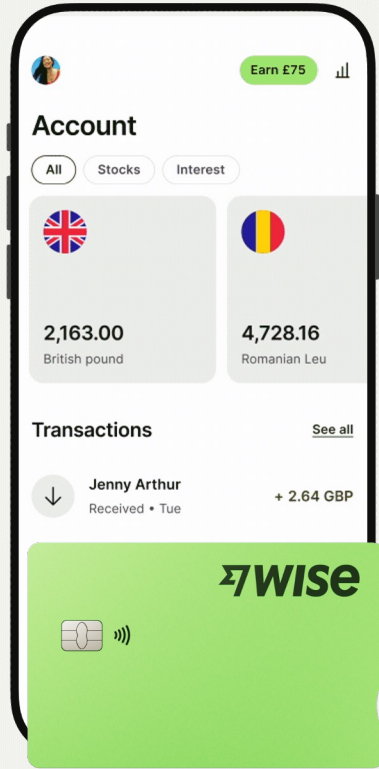 Earn £75
Account
All Stocks Interest
2,163.00 4,728.16
British pound Romanian Leu
Transactions See all
Jenny Arthur
+ 2.64 GBP
Received • Tue
WISE